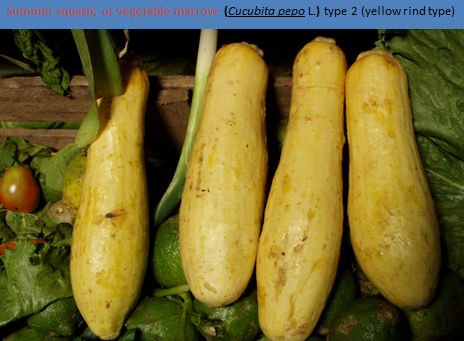 Summer squash, or vegetable marrow (Cucubita pepo L.) type 2 (yellow rind type)